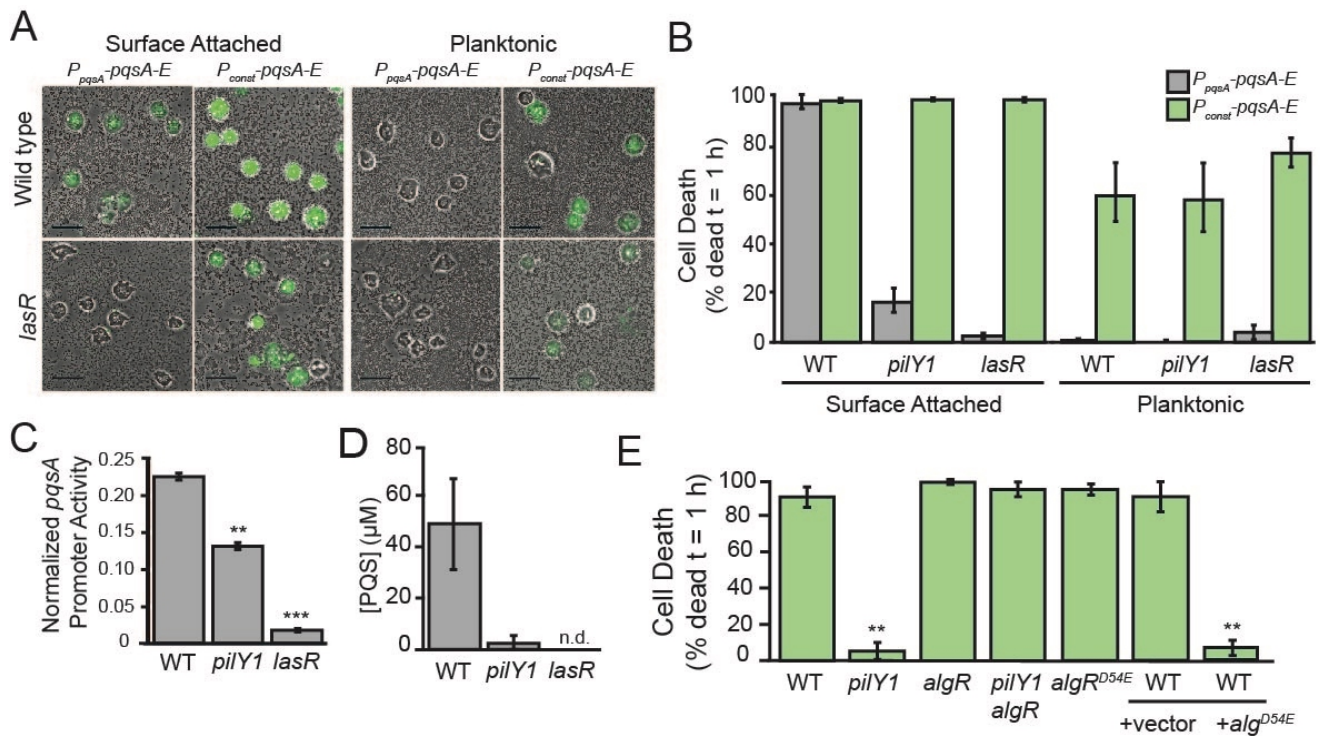 A
Surface Attached
Planktonic
PpqsA-pqsA-E
Pconst-pqsA-E
PpqsA-pqsA-E
Pconst-pqsA-E
Wild type
lasR
B
PpqsA-pqsA-E
Pconst-pqsA-E
Cell Death
(% dead t = 1 h)
100
80
60
40
20
0
WT
pilY1
lasR
WT
pilY1
lasR
Surface Attached
Planktonic
C
Normalized pqsA
Promoter Activity
0.25
0.20
0.15
0.10
0.05
0
**
***
WT
pilY1
lasR
D
[PQS] (µM)
80
60
40
20
0
n.d.
WT
pilY1
lasR
E
Cell Death
(% dead t = 1 h)
100
80
60
40
20
0
**
**
WT
pilY1
algR
pilY1
algR
algRD54E
WT
WT
+vector
+algD54E